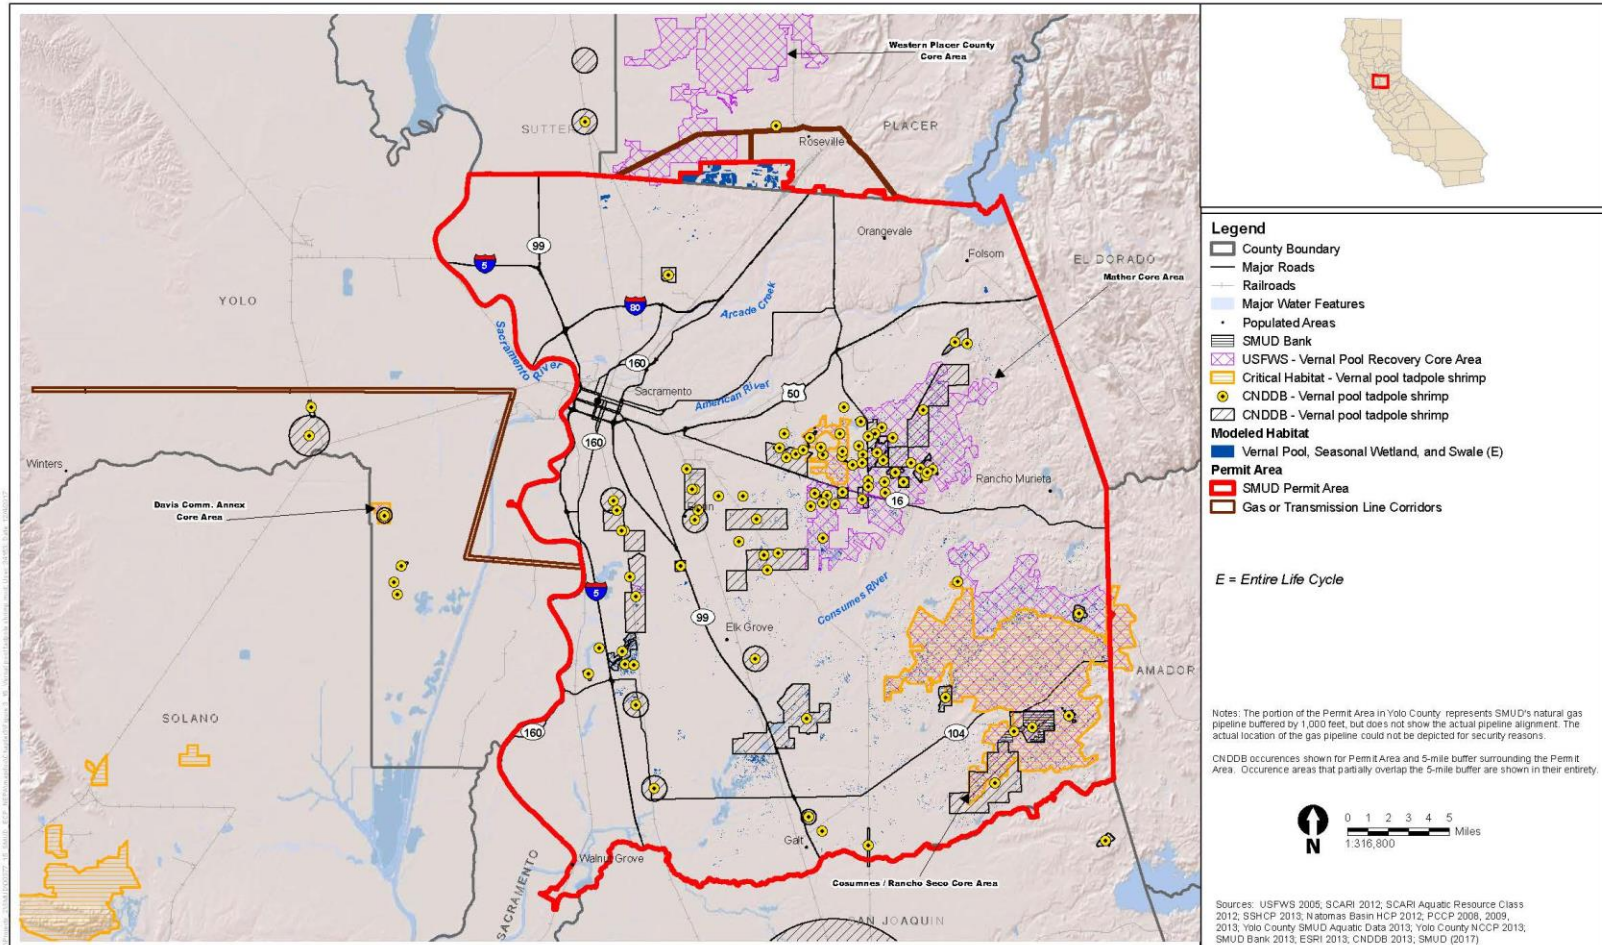 Western Placer County
Core Area
SUTTER
PLACER
Roseville
Orangevale
Folsom
EL DORADO
Mather Core Area
99
5
80
YOLO
Arcade Creek
Sacramento
River
160
Sacramento
American River
50
160
Winters
Rancho Murieta
16
Davis Comm. Annex
Core Area
5
Consumes River
99
Elk Grove
AMADOR
SOLANO
160
104
Galt
Walnut Grove
Cosumnes / Rancho Seco Core Area
SACRAMENTO
SAN JOAQUIN
Legend
County Boundary
Major Roads
Railroads
Major Water Features
Populated Areas
SMUD Bank
USFWS - Vernal Pool Recovery Core Area
Critical Habitat - Vernal pool tadpole shrimp
CNDDB - Vernal pool tadpole shrimp
CNDDB - Vernal pool tadpole shrimp
Modeled Habitat
Vernal Pool, Seasonal Wetland, and Swale (E)
Permit Area
SMUD Permit Area
Gas or Transmission Line Corridors
E = Entire Life Cycle
Notes: The portion of the Permit Area in Yolo County represents SMUD's natural gas
pipeline buffered by 1,000 feet, but does not show the actual pipeline alignment. The
actual location of the gas pipeline could not be depicted for security reasons.
CNDDB occurences shown for Permit Area and 5-mile buffer surrounding the Permit
Area. Occurence areas that partially overlap the 5-mile buffer are shown in their entirety.
N
0 1 2 3 4 5
Miles
1:316,800
Sources: USFWS 2005; SCARI 2012; SCARI Aquatic Resource Class
2012; SSHCP 2013; Natomas Basin HCP 2012; PCCP 2008, 2009,
2013; Yolo County SMUD Aquatic Data 2013; Yolo County NCCP 2013;
SMUD Bank 2013; ESRI 2013; CNDDB 2013; SMUD (2017)